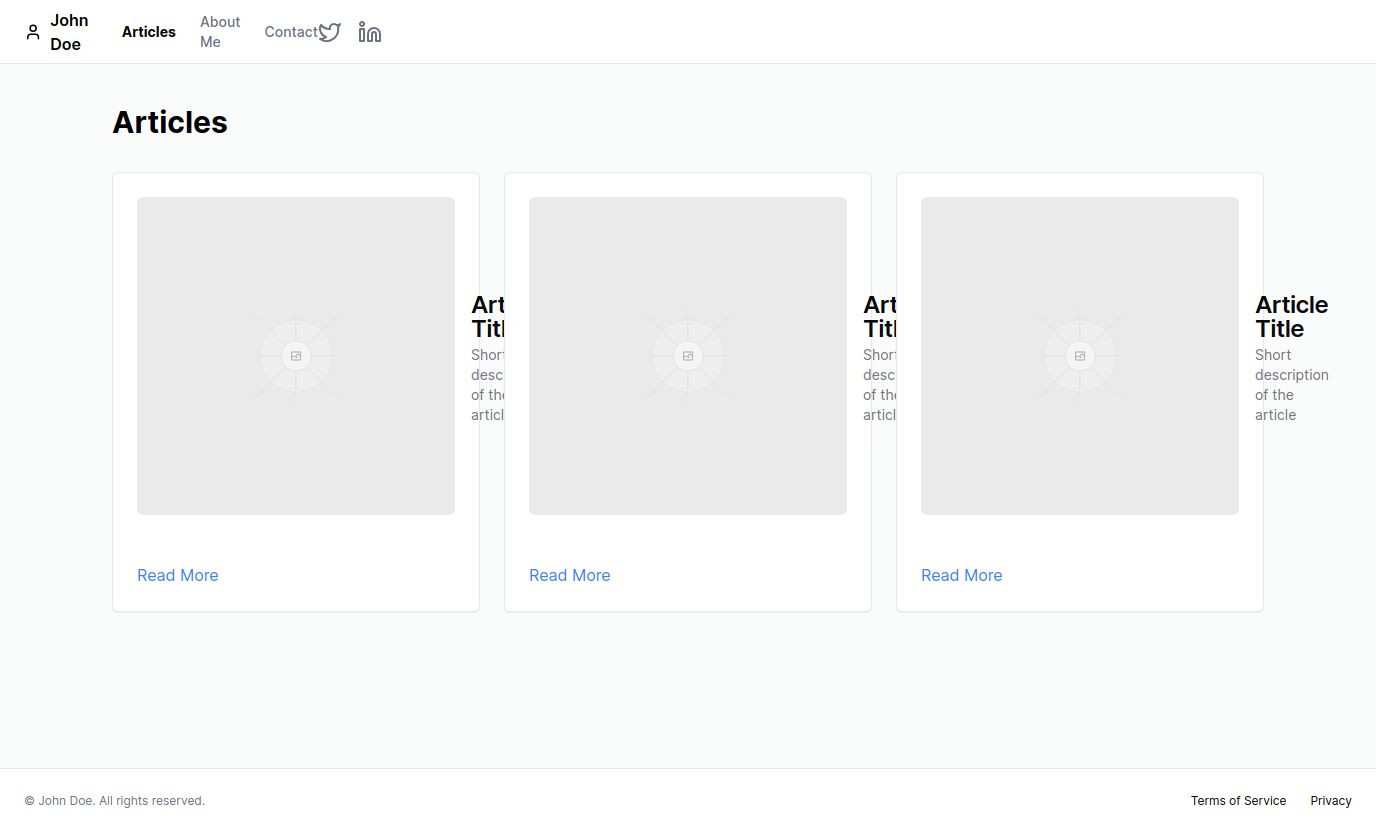 John
Doe
Articles
About
Me
Contact
Articles
Art
Titl
Short
desc
of the
articl
Read More
Art
Titl
Short
desc
of the
articl
Read More
Article
Title
Short
description
of the
article
Read More
© John Doe. All rights reserved.
Terms of Service
Privacy